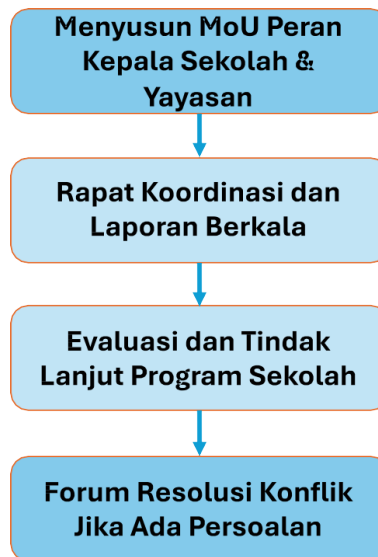 Menyusun MoU Peran
Kepala Sekolah &
Yayasan
Rapat Koordinasi dan
Laporan Berkala
Evaluasi dan Tindak
Lanjut Program Sekolah
Forum Resolusi Konflik
Jika Ada Persoalan